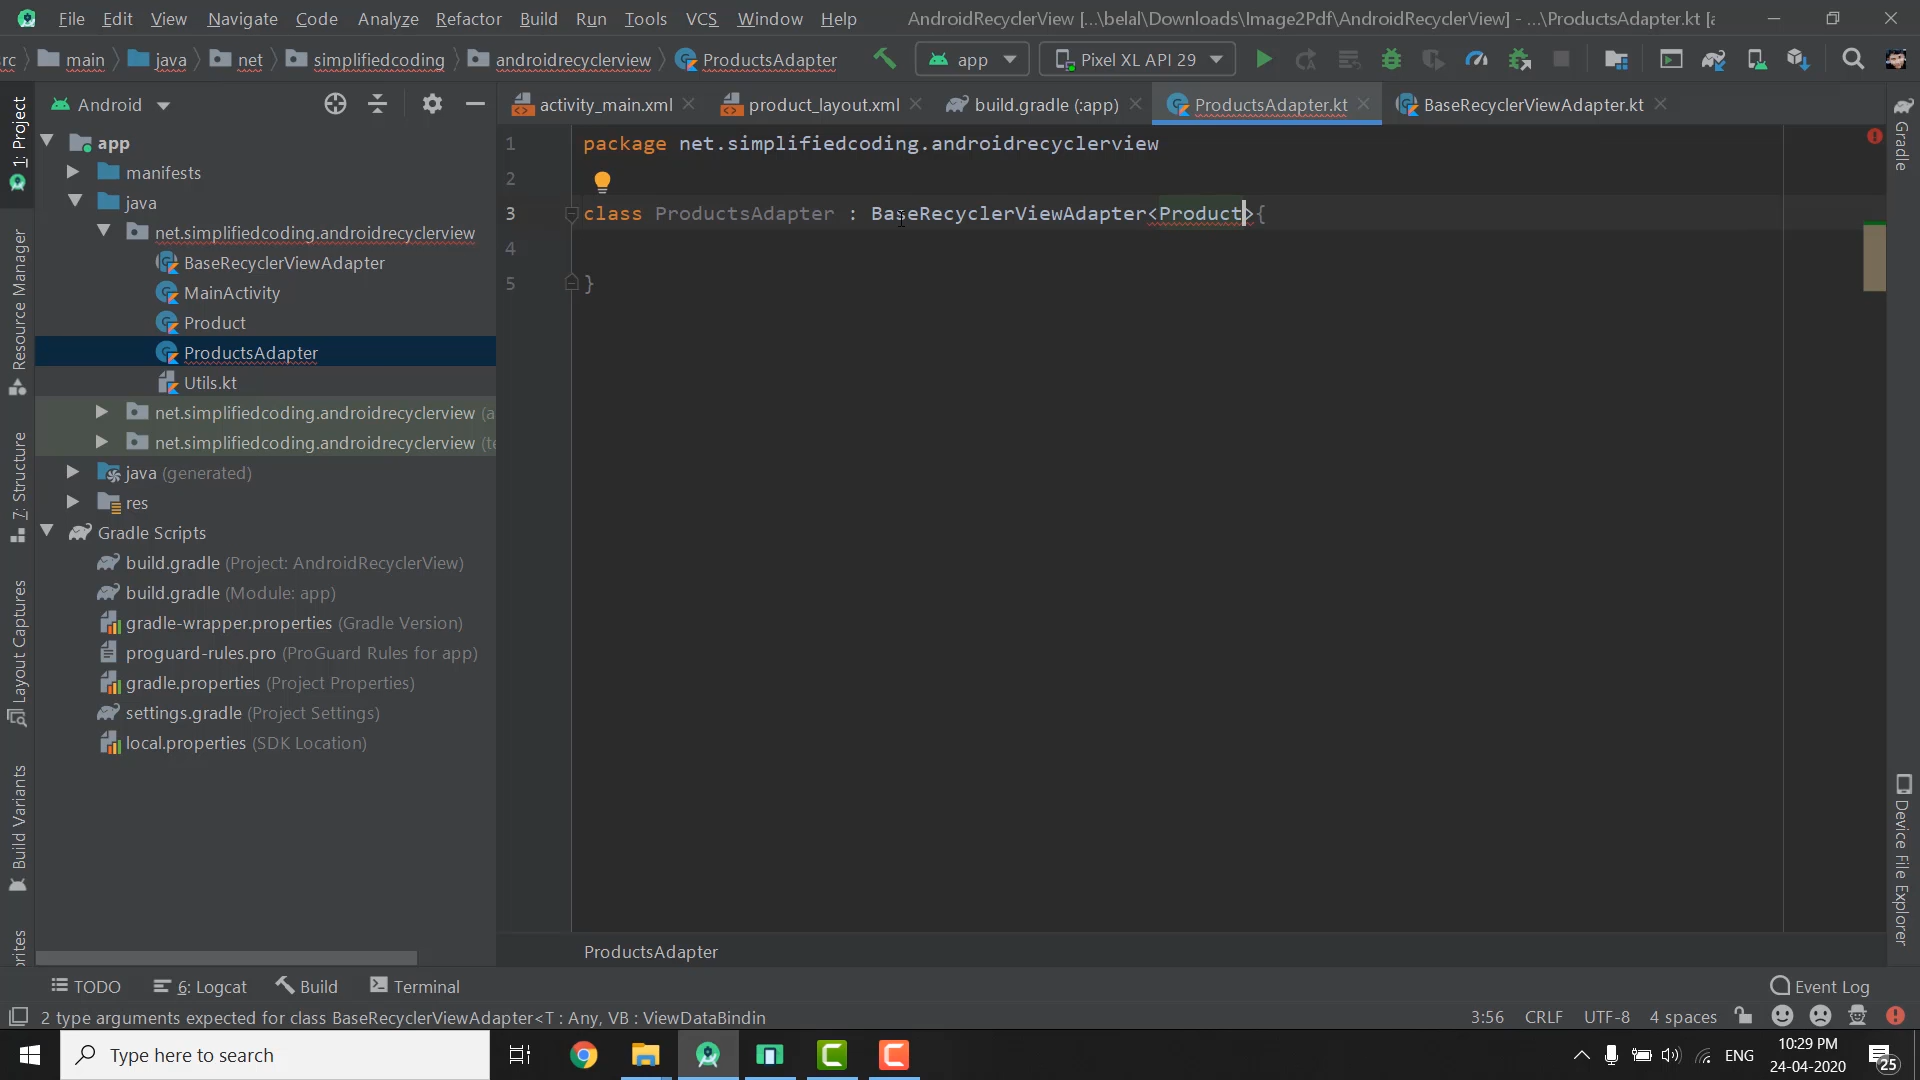 File Edit View Navigate Code Analyze Refactor Build Run Tools VCS Window Help AndroidRecyclerView [...\belal\Downloads\Image2Pdf\AndroidRecyclerView] - ...\ProductsAdapter.kt [a
rc main java net simplifiedcoding androidrecyclerview ProductsAdapter app Pixel XL API 29
Android
activity_main.xml product_layout.xml build.gradle (:app) ProductsAdapter.kt BaseRecyclerViewAdapter.kt
1: Project
Resource Manager
7: Structure
Layout Captures
Build Variants
orites
app
manifests
java
net.simplifiedcoding.androidrecyclerview
BaseRecyclerViewAdapter
MainActivity
Product
ProductsAdapter
Utils.kt
net.simplifiedcoding.androidrecyclerview (a
net.simplifiedcoding.androidrecyclerview (te
java (generated)
res
Gradle Scripts
build.gradle (Project: AndroidRecyclerView)
build.gradle (Module: app)
gradle-wrapper.properties (Gradle Version)
proguard-rules.pro (ProGuard Rules for app)
gradle.properties (Project Properties)
settings.gradle (Project Settings)
local.properties (SDK Location)
1 package net.simplifiedcoding.androidrecyclerview
2
3 class ProductsAdapter : BaseRecyclerViewAdapter<Product>{
4
5 }
ProductsAdapter
Gradle
Device File Explorer
TODO 6: Logcat Build Terminal Event Log
2 type arguments expected for class BaseRecyclerViewAdapter<T : Any, VB : ViewDataBindin 3:56 CRLF UTF-8 4 spaces
Type here to search ENG 10:29 PM
24-04-2020 25